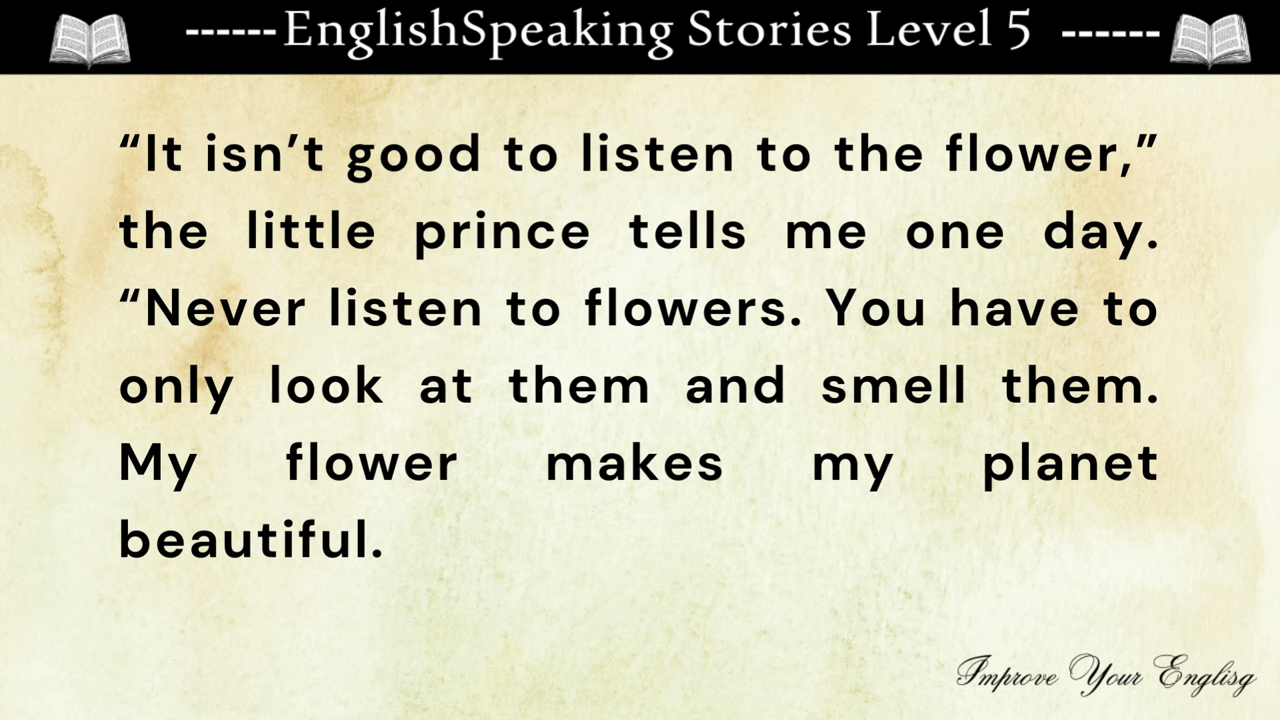 ------EnglishSpeaking Stories Level 5 ------
“It isn’t good to listen to the flower,”
the little prince tells me one day.
“Never listen to flowers. You have to
only look at them and smell them.
My flower makes my planet
beautiful.
Improve Your Englisg